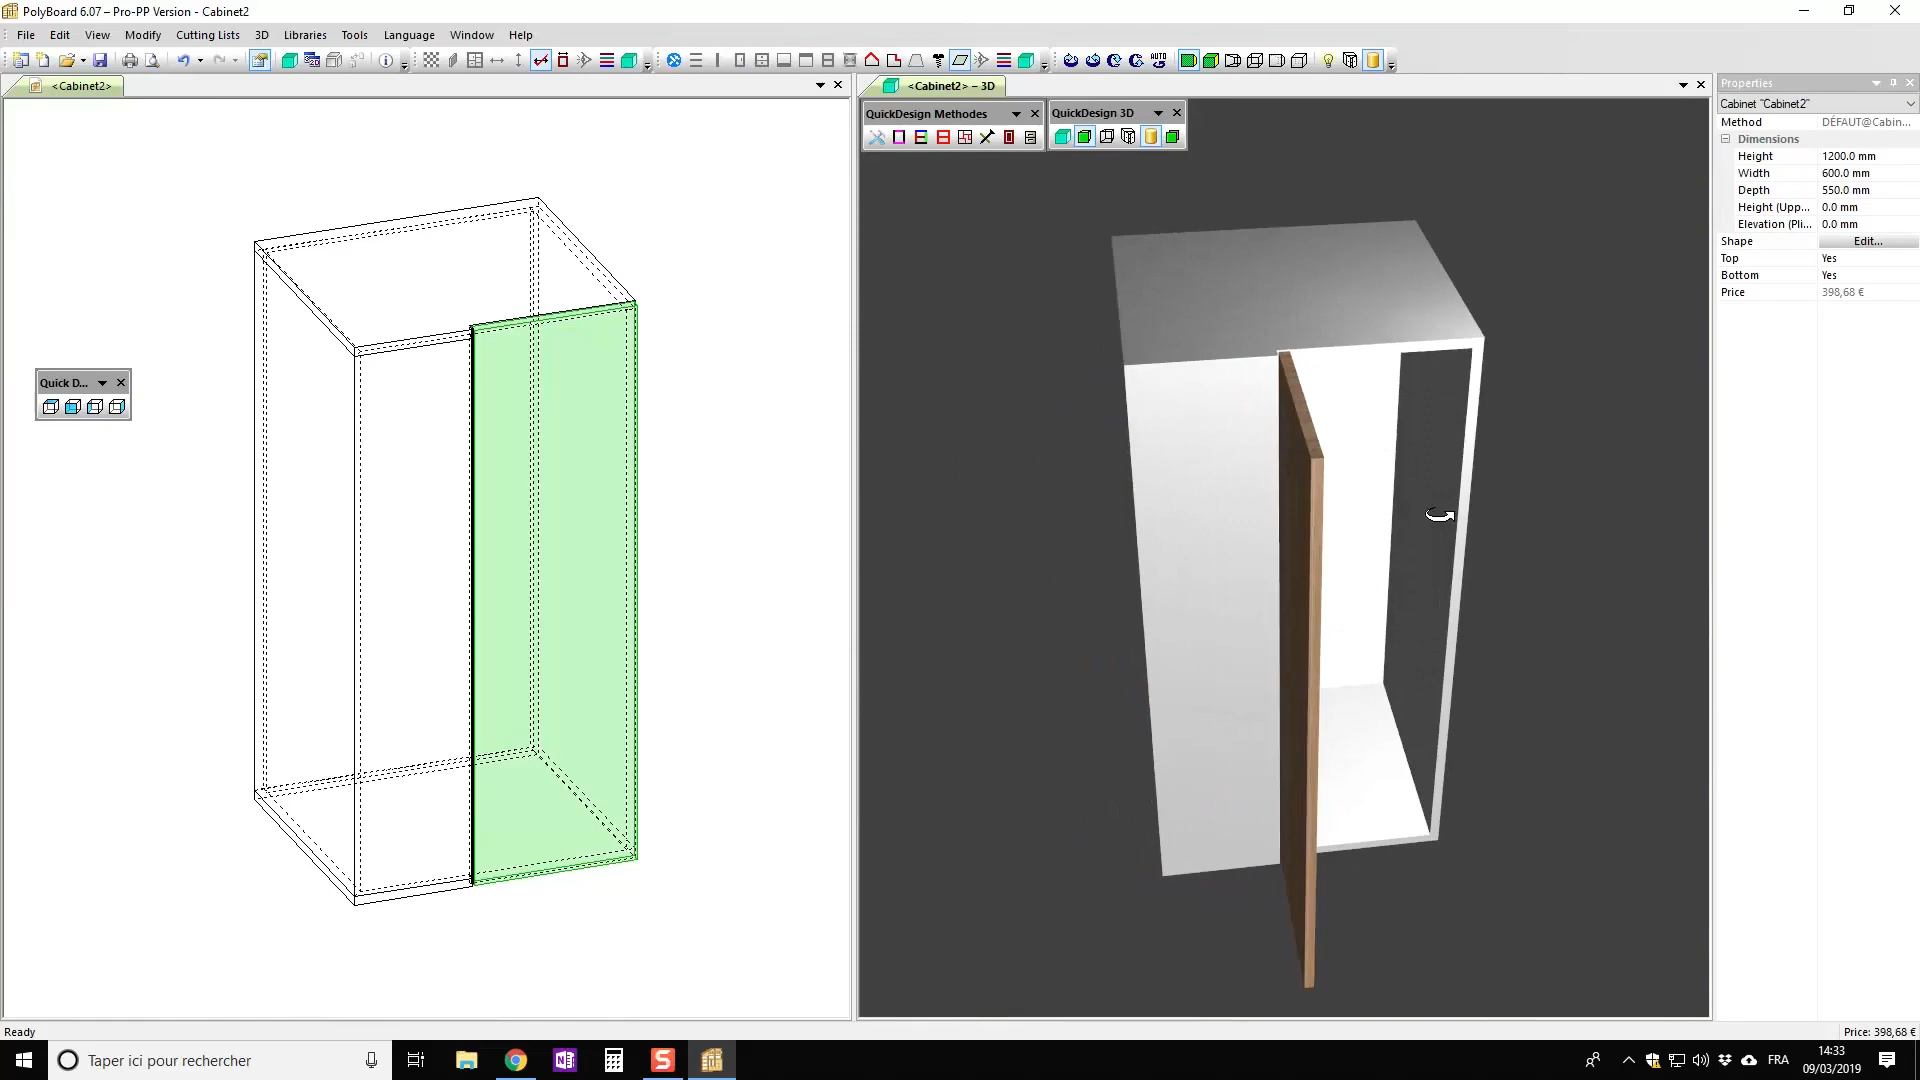 PolyBoard 6.07 – Pro-PP Version - Cabinet2
File Edit View Modify Cutting Lists 3D Libraries Tools Language Window Help
AUTO
<Cabinet2>
<Cabinet2> – 3D
Properties
QuickDesign Methodes
QuickDesign 3D
Cabinet "Cabinet2"
Method DÉFAUT@Cabin...
Dimensions
Height 1200.0 mm
Width 600.0 mm
Depth 550.0 mm
Height (Upp... 0.0 mm
Elevation (Pli... 0.0 mm
Shape Edit...
Top Yes
Bottom Yes
Price 398,68 €
Quick D...
Ready
Price: 398,68 €
Taper ici pour rechercher
FRA
14:33
09/03/2019